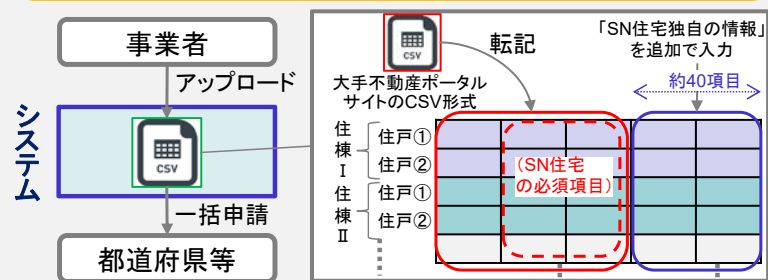 事業者
アップロード
システム
CSV
一括申請
都道府県等
CSV
転記
大手不動産ポータル
サイトのCSV形式
「SN住宅独自の情報」
を追加で入力
約40項目
住棟Ⅰ
住戸①
住戸②
住棟Ⅱ
住戸①
住戸②
(SN住宅
の必須項目)